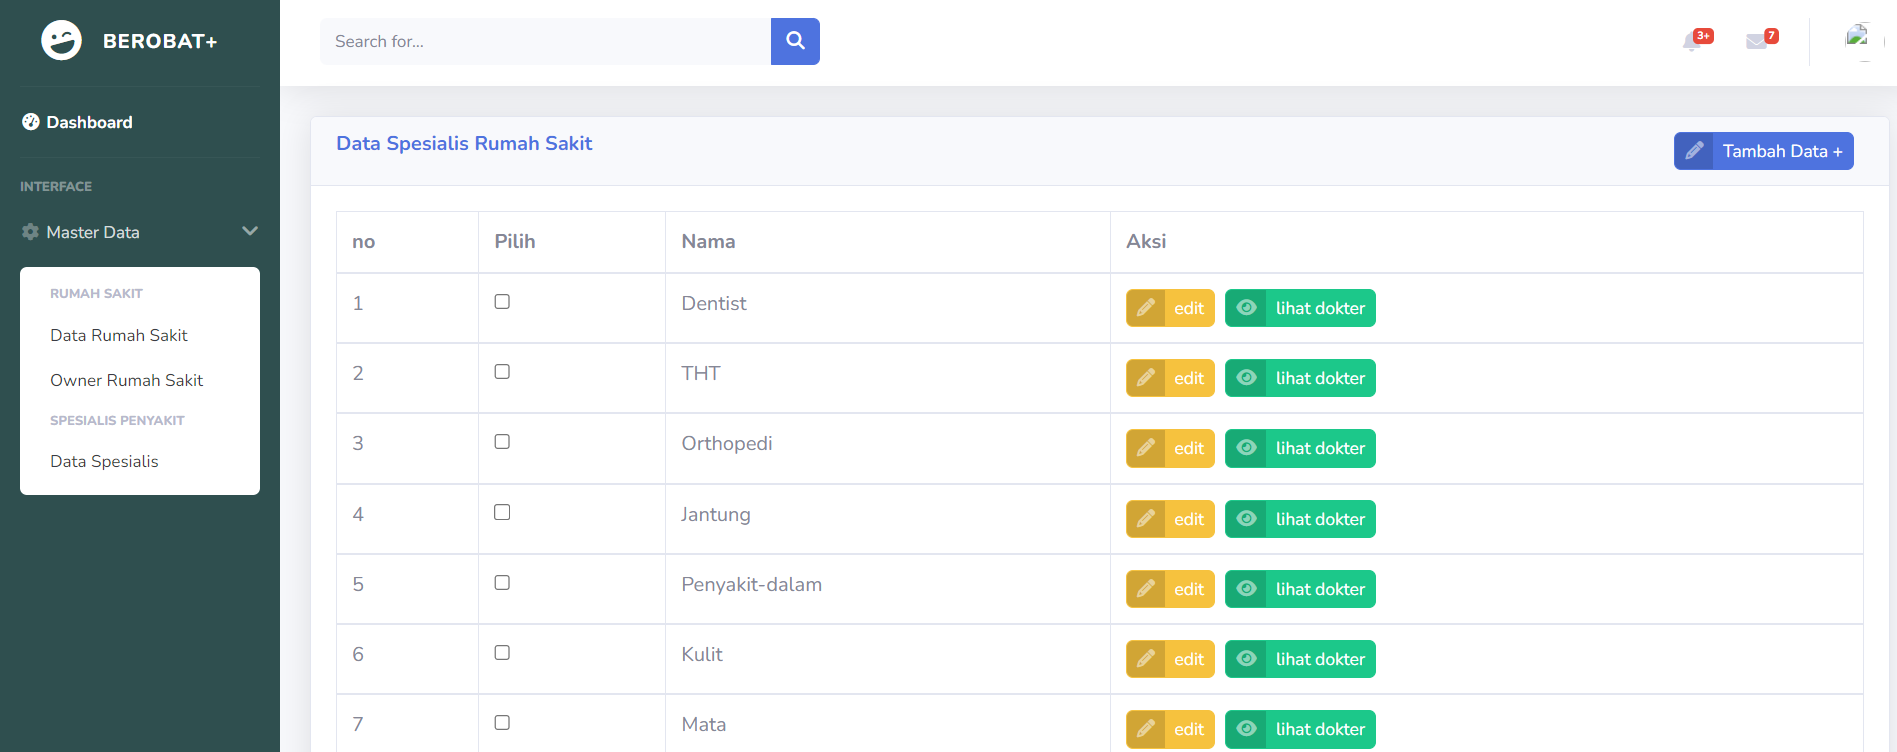 BEROBAT+
Search for...
3+
7
Dashboard
INTERFACE
Master Data
RUMAH SAKIT
Data Rumah Sakit
Owner Rumah Sakit
SPESIALIS PENYAKIT
Data Spesialis
Data Spesialis Rumah Sakit
Tambah Data +
no Pilih Nama Aksi
1 Dentist edit lihat dokter
2 THT edit lihat dokter
3 Orthopedi edit lihat dokter
4 Jantung edit lihat dokter
5 Penyakit-dalam edit lihat dokter
6 Kulit edit lihat dokter
7 Mata edit lihat dokter